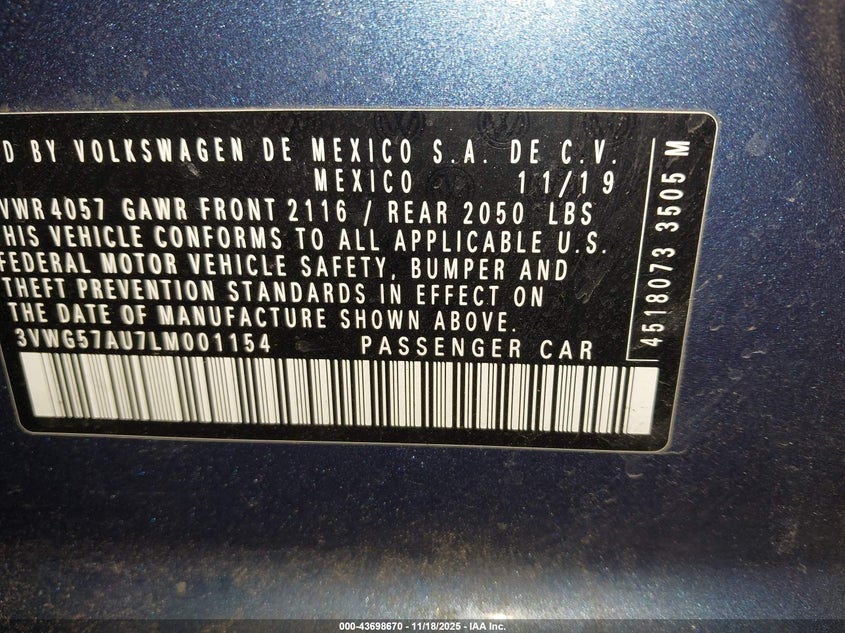 D BY VOLKSWAGEN DE MEXICO S.A. DE C.V.
MEXICO 11/19
VWR 4057 GAWR FRONT 2116 / REAR 2050 LBS
THIS VEHICLE CONFORMS TO ALL APPLICABLE U.S.
FEDERAL MOTOR VEHICLE SAFETY, BUMPER AND
THEFT PREVENTION STANDARDS IN EFFECT ON
THE DATE OF MANUFACTURE SHOWN ABOVE.
3VWG57AU7LM001154 PASSENGER CAR
4518073 3505 M
000-43698670 - 11/18/2025 - IAA Inc.